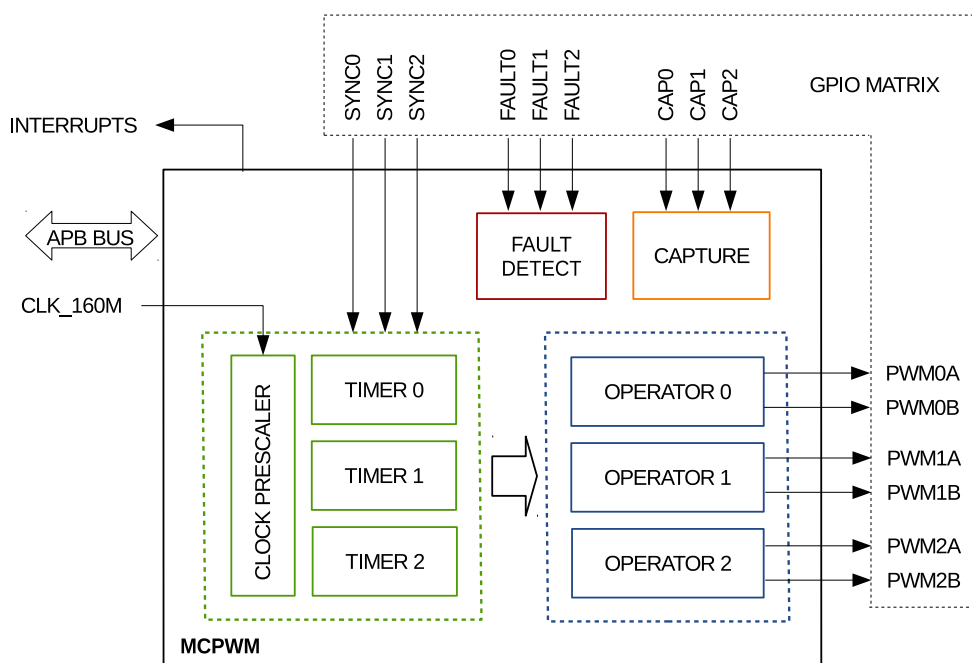 SYNC0
SYNC1
SYNC2
FAULT0
FAULT1
FAULT2
CAP0
CAP1
CAP2
GPIO MATRIX
INTERRUPTS
APB BUS
FAULT
DETECT
CAPTURE
CLK_160M
CLOCK PRESCALER
TIMER 0
TIMER 1
TIMER 2
OPERATOR 0
OPERATOR 1
OPERATOR 2
PWM0A
PWM0B
PWM1A
PWM1B
PWM2A
PWM2B
MCPWM